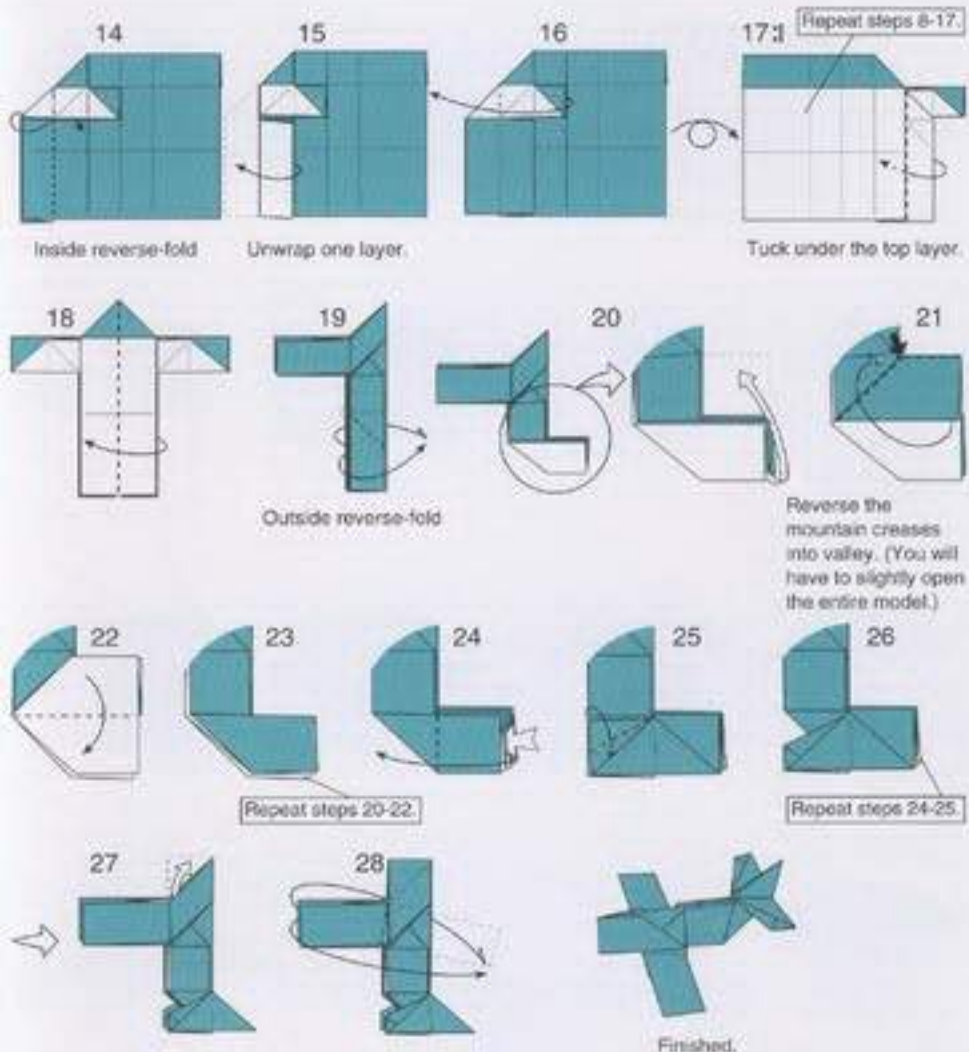 14
15
16
17
Repeat steps 8-17.
Inside reverse-fold
Unwrap one layer.
Tuck under the top layer.
18
19
20
21
Outside reverse-fold
Reverse the
mountain creases
into valley. (You will
have to slightly open
the entire model.)
22
23
24
25
26
Repeat steps 20-22.
Repeat steps 24-25.
27
28
Finished.